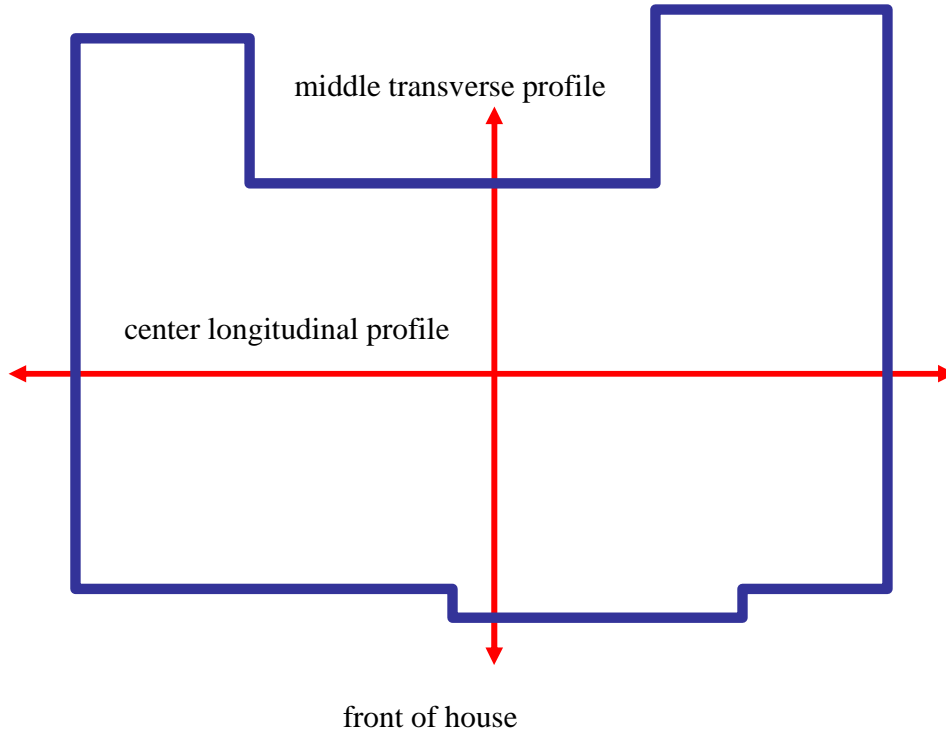 middle transverse profile
center longitudinal profile
front of house